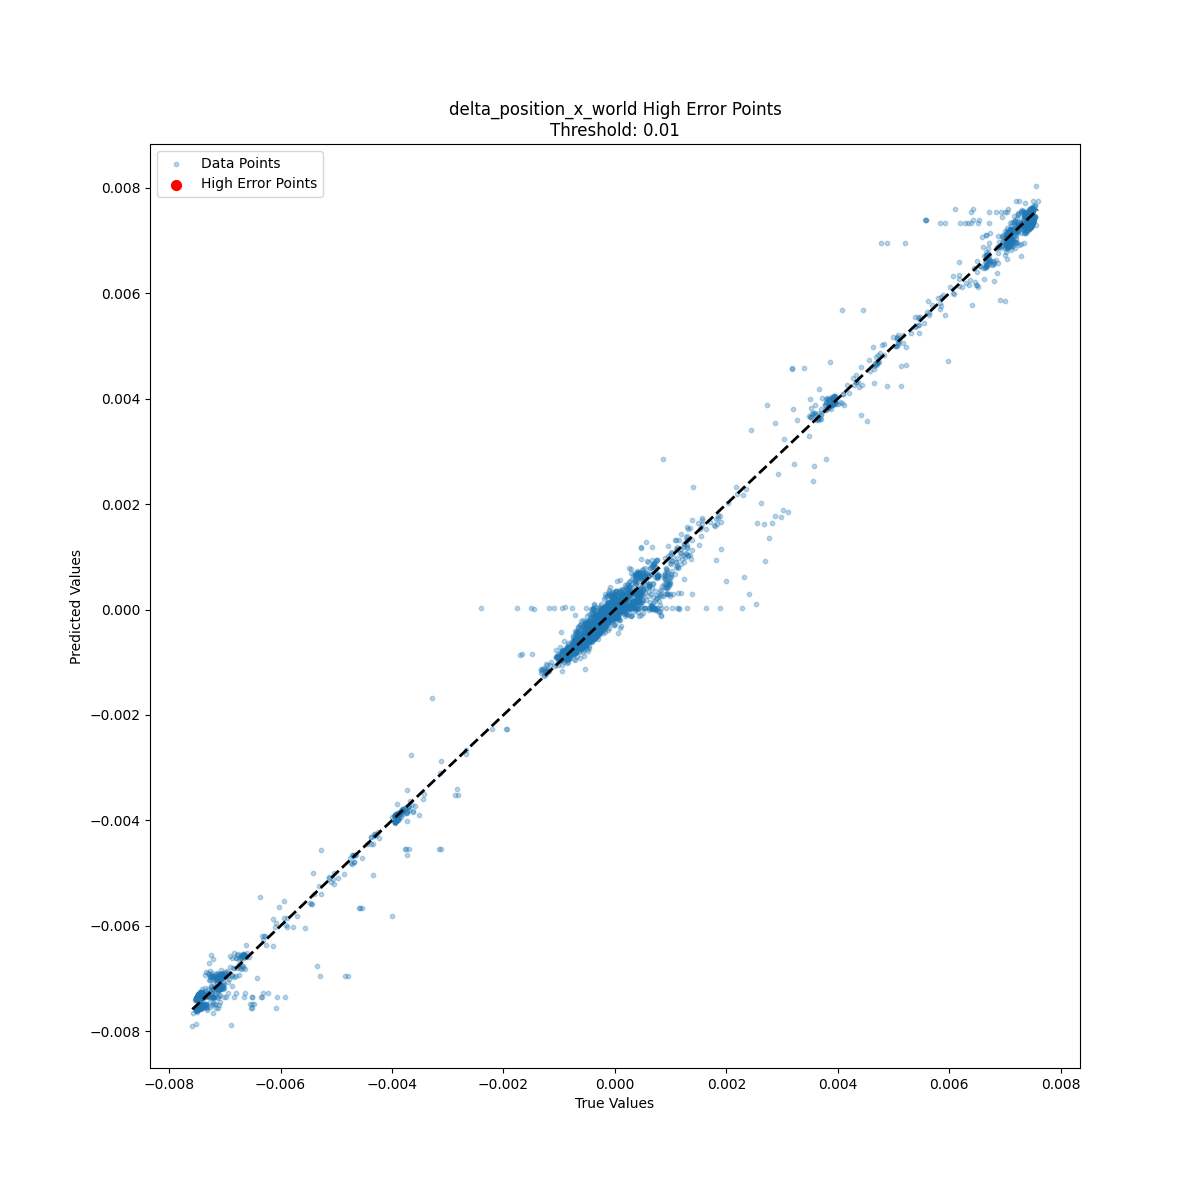 delta_position_x_world High Error Points
Threshold: 0.01
Data Points
High Error Points
0.008
0.006
0.004
0.002
0.000
−0.002
−0.004
−0.006
−0.008
Predicted Values
−0.008 −0.006 −0.004 −0.002 0.000 0.002 0.004 0.006 0.008
True Values